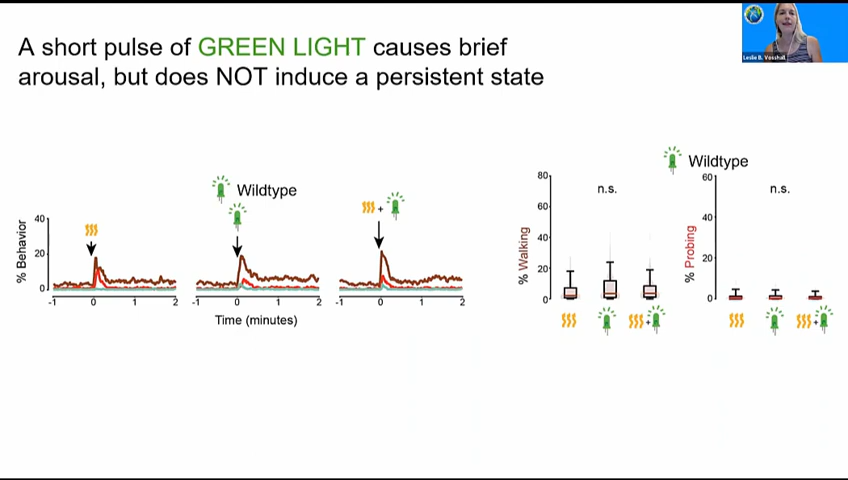 A short pulse of GREEN LIGHT causes brief
arousal, but does NOT induce a persistent state
Leslie B. Vosshall
Wildtype
+
% Behavior
40
20
0
-1 0 1 2
-1 0 1 2
-1 0 1 2
Time (minutes)
Wildtype
% Walking
80
60
40
20
0
n.s.
+
% Probing
60
40
20
0
n.s.
+